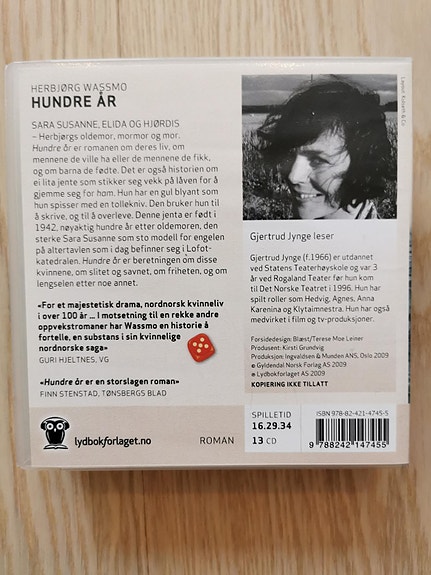 HERBJØRG WASSMO
HUNDRE ÅR
SARA SUSANNE, ELIDA OG HJØRDIS
– Herbjørgs oldemor, mormor og mor.
Hundre år er romanen om deres liv, om
mennene de ville ha eller de mennene de fikk,
og om barna de fødte. Det er også historien om
ei lita jente som stikker seg vekk på låven for å
gjemme seg for ham. Hun har en gul blyant som
hun spisser med en tollekniv. Den bruker hun til
å skrive, og til å overleve. Denne jenta er født i
1942, nøyaktig hundre år etter oldemoren, den
sterke Sara Susanne som sto modell for engelen
på altertavlen som i dag befinner seg i Lofot-
katedralen. Hundre år er beretningen om disse
kvinnene, om slitet og savnet, om friheten, og om
lengselen etter noe annet.
«For et majestetisk drama, nordnorsk kvinneliv
i over 100 år ... I motsetning til en rekke andre
oppvekstromaner har Wassmo en historie å
fortelle, en substans i sin kvinnelige
nordnorske saga»
GURI HJELTNES, VG
«Hundre år er en storslagen roman»
FINN STENSTAD, TØNSBERGS BLAD
lydbokforlaget.no
ROMAN
Gjertrud Jynge leser
Gjertrud Jynge (f.1966) er utdannet
ved Statens Teaterhøyskole og var 3
år ved Rogaland Teater før hun kom
til Det Norske Teatret i 1996. Hun har
spilt roller som Hedvig, Agnes, Anna
Karenina og Klytaimnestra. Hun har også
medvirket i film og tv-produksjoner.
Forsidedesign: Blæst/Terese Moe Leiner
Produsent: Kirsti Grundvig
Produksjon: Ingvaldsen & Munden ANS, Oslo 2009
© Gyldendal Norsk Forlag AS 2009
© Lydbokforlaget AS 2009
KOPIERING IKKE TILLATT
SPILLETID
16.29.34
13 CD
ISBN 978-82-421-4745-5
9 788242 147455